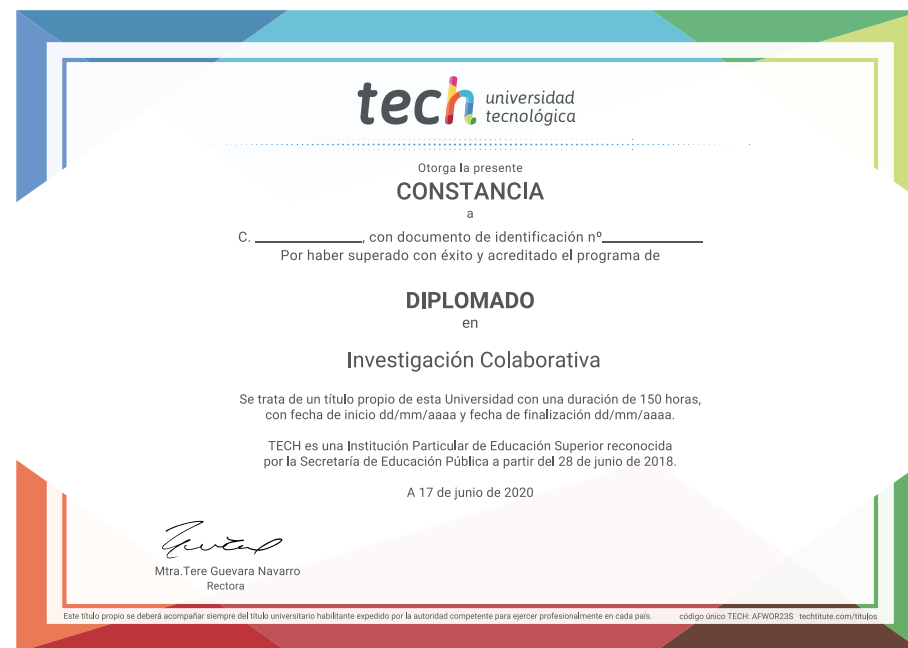 tech universidad
tecnológica
Otorga la presente
CONSTANCIA
a
C. ____________, con documento de identificación nº____________
Por haber superado con éxito y acreditado el programa de
DIPLOMADO
en
Investigación Colaborativa
Se trata de un título propio de esta Universidad con una duración de 150 horas,
con fecha de inicio dd/mm/aaaa y fecha de finalización dd/mm/aaaa.
TECH es una Institución Particular de Educación Superior reconocida
por la Secretaría de Educación Pública a partir del 28 de junio de 2018.
A 17 de junio de 2020
Mtra.Tere Guevara Navarro
Rectora
Este título propio se deberá acompañar siempre del título universitario habilitante expedido por la autoridad competente para ejercer profesionalmente en cada país. código único TECH: AFWOR23S techtitute.com/titulos